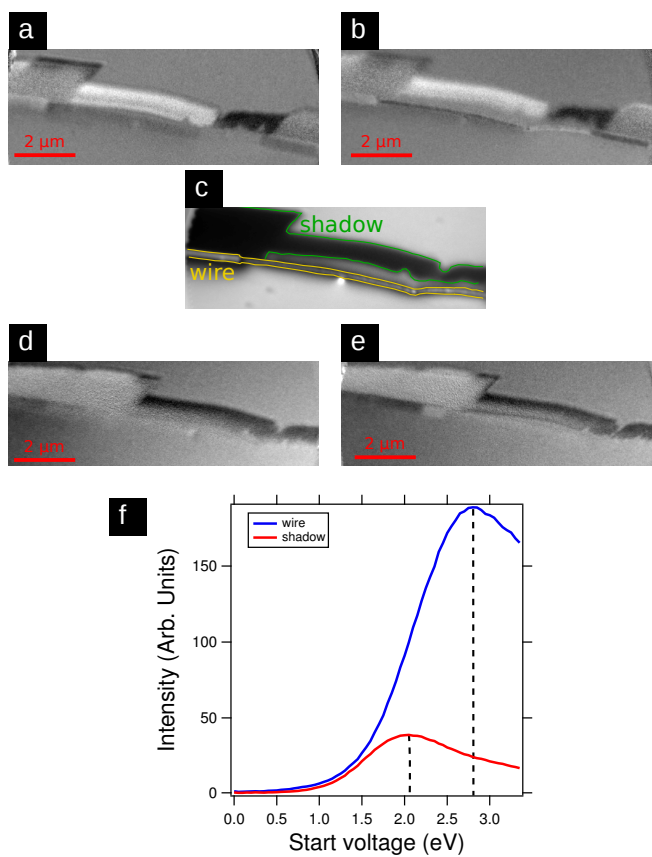 a
b
2 µm
2 µm
c
shadow
wire
d
e
2 µm
2 µm
f
wire
shadow
150
100
50
0
Intensity (Arb. Units)
0.0 0.5 1.0 1.5 2.0 2.5 3.0
Start voltage (eV)